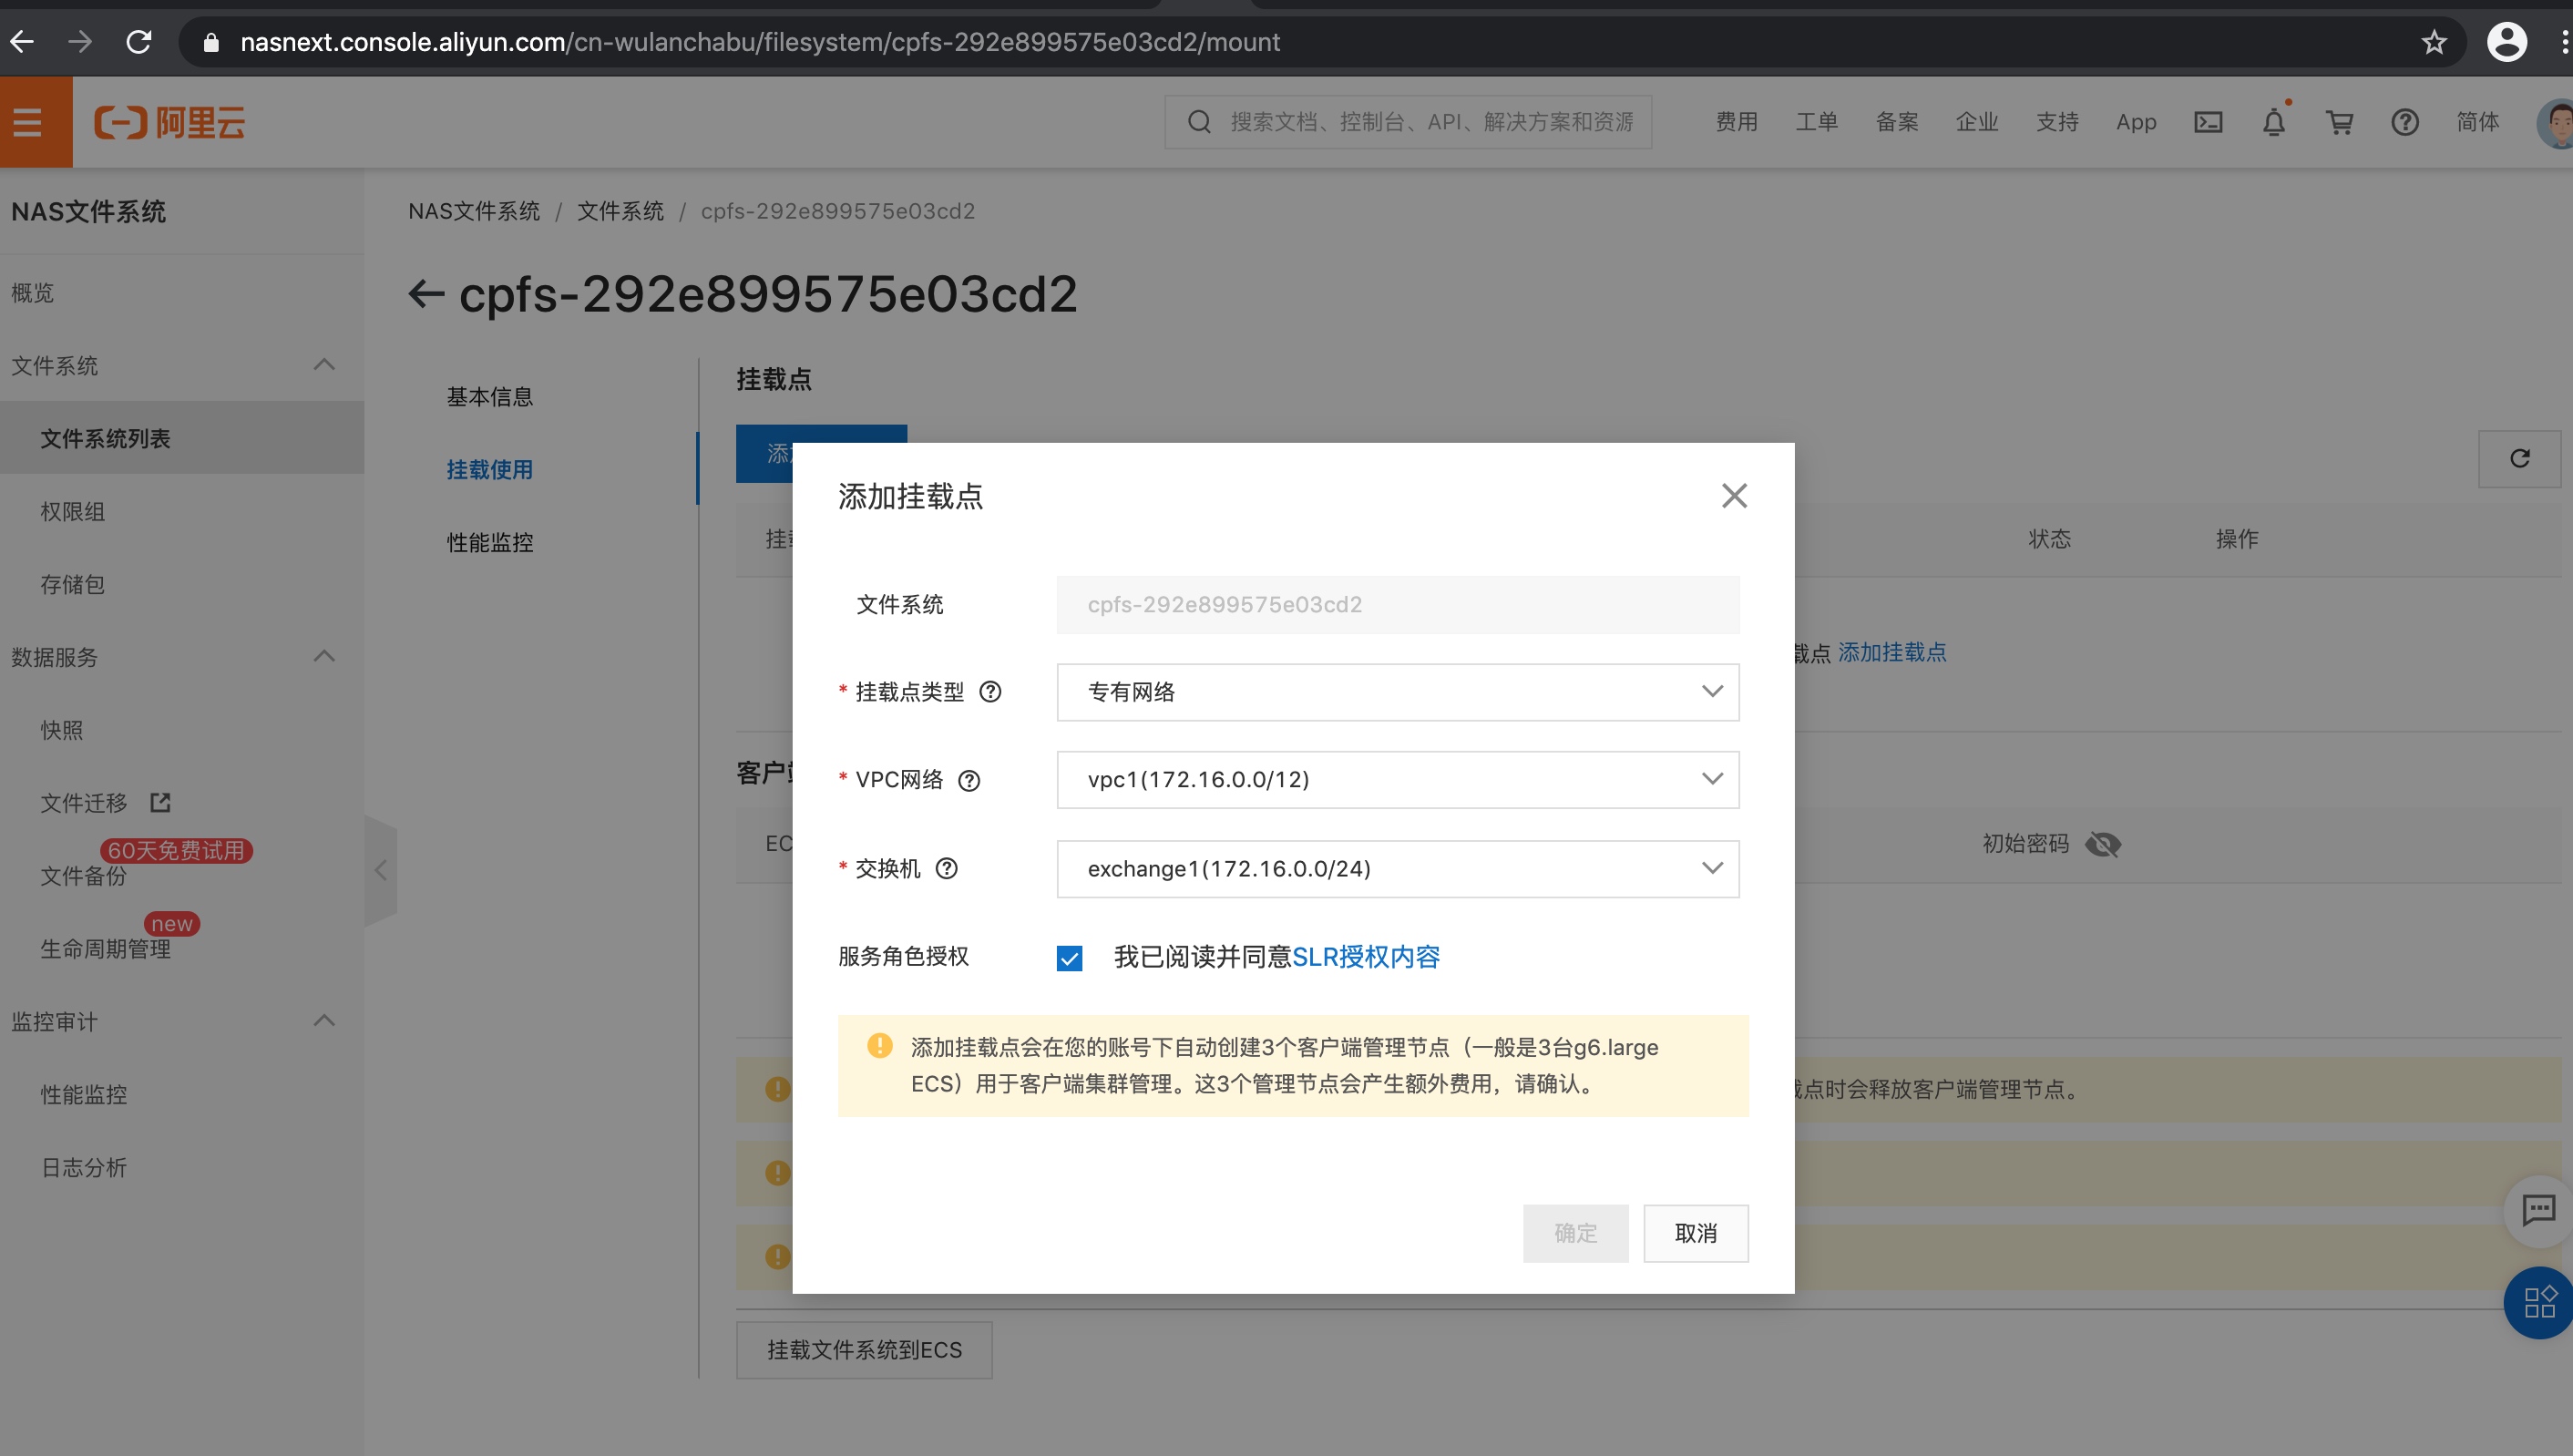 nasnext.console.aliyun.com/cn-wulanchabu/filesystem/cpfs-292e899575e03cd2/mount
阿里云
搜索文档、控制台、API、解决方案和资源
费用 工单 备案 企业 支持 App 简体
NAS文件系统
概览
文件系统
文件系统列表
权限组
存储包
数据服务
快照
文件迁移
60天免费试用
文件备份
new
生命周期管理
监控审计
性能监控
日志分析
NAS文件系统 / 文件系统 / cpfs-292e899575e03cd2
cpfs-292e899575e03cd2
基本信息
挂载使用
性能监控
挂载点
添
挂
状态 操作
载点 添加挂载点
客户
EC
初始密码
点时会释放客户端管理节点。
挂载文件系统到ECS
添加挂载点
文件系统 cpfs-292e899575e03cd2
* 挂载点类型 专有网络
* VPC网络 vpc1(172.16.0.0/12)
* 交换机 exchange1(172.16.0.0/24)
服务角色授权 我已阅读并同意SLR授权内容
添加挂载点会在您的账号下自动创建3个客户端管理节点（一般是3台g6.large
ECS）用于客户端集群管理。这3个管理节点会产生额外费用，请确认。
确定 取消